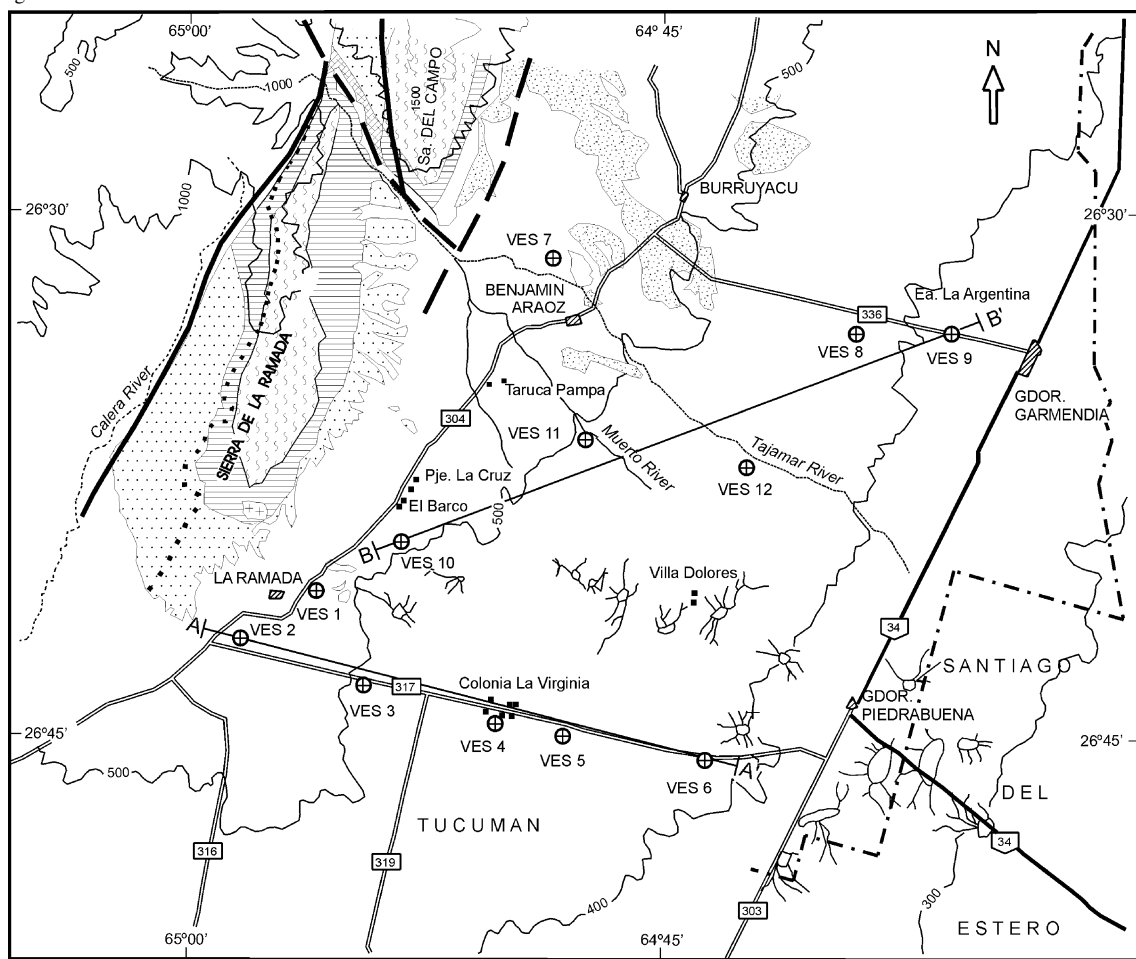 65°00'
64°45'
500
1000
1500
Sa. DEL CAMPO
500
N
1000
BURRUYACU
26°30'
26°30'
VES 7
BENJAMIN
ARAOZ
Ea. La Argentina
336
B'
VES 8
VES 9
Calera River
SIERRA DE LA RAMADA
Taruca Pampa
GDOR.
GARMENDIA
304
VES 11
Muerto River
Tajamar River
VES 12
Pje. La Cruz
El Barco
500
B
VES 10
LA RAMADA
Villa Dolores
VES 1
A
VES 2
34
SANTIAGO
Colonia La Virginia
317
VES 3
GDOR.
PIEDRABUENA
26°45'
26°45'
VES 4
VES 5
VES 6
A'
500
DEL
TUCUMAN
34
316
319
300
400
303
ESTERO
65°00'
64°45'